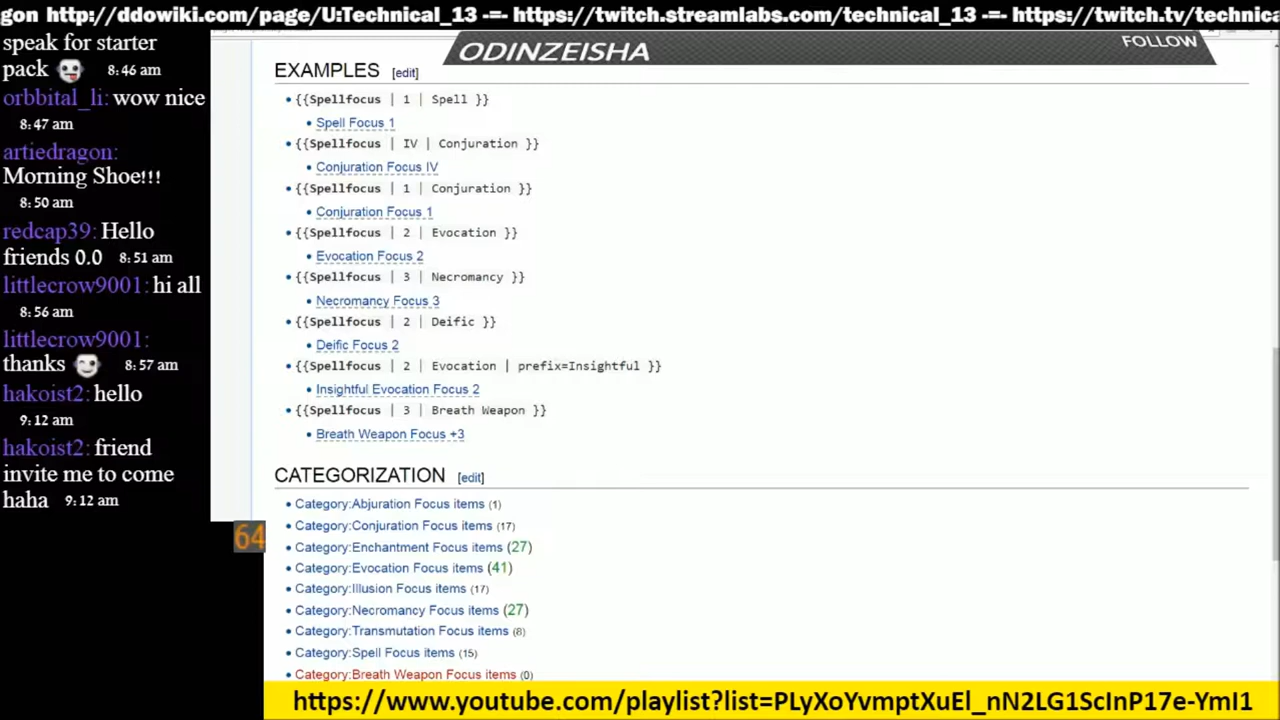 gon http://ddowiki.com/page/U:Technical_13 -=- https://twitch.streamlabs.com/technical_13 -=- https://twitch.tv/technica
speak for starter
pack 8:46 am
orbbital_li: wow nice
8:47 am
artiedragon:
Morning Shoe!!!
8:50 am
redcap39: Hello
friends 0.0 8:51 am
littlecrow9001: hi all
8:56 am
littlecrow9001:
thanks 8:57 am
hakoist2: hello
9:12 am
hakoist2: friend
invite me to come
haha 9:12 am
ODINZEISHA
FOLLOW
EXAMPLES [edit]
• {{Spellfocus | 1 | Spell }}
• Spell Focus 1
• {{Spellfocus | IV | Conjuration }}
• Conjuration Focus IV
• {{Spellfocus | 1 | Conjuration }}
• Conjuration Focus 1
• {{Spellfocus | 2 | Evocation }}
• Evocation Focus 2
• {{Spellfocus | 3 | Necromancy }}
• Necromancy Focus 3
• {{Spellfocus | 2 | Deific }}
• Deific Focus 2
• {{Spellfocus | 2 | Evocation | prefix=Insightful }}
• Insightful Evocation Focus 2
• {{Spellfocus | 3 | Breath Weapon }}
• Breath Weapon Focus +3
CATEGORIZATION [edit]
• Category:Abjuration Focus items (1)
• Category:Conjuration Focus items (17)
64
• Category:Enchantment Focus items (27)
• Category:Evocation Focus items (41)
• Category:Illusion Focus items (17)
• Category:Necromancy Focus items (27)
• Category:Transmutation Focus items (8)
• Category:Spell Focus items (15)
• Category:Breath Weapon Focus items (0)
https://www.youtube.com/playlist?list=PLyXoYvmptXuEl_nN2LG1ScInP17e-YmI1